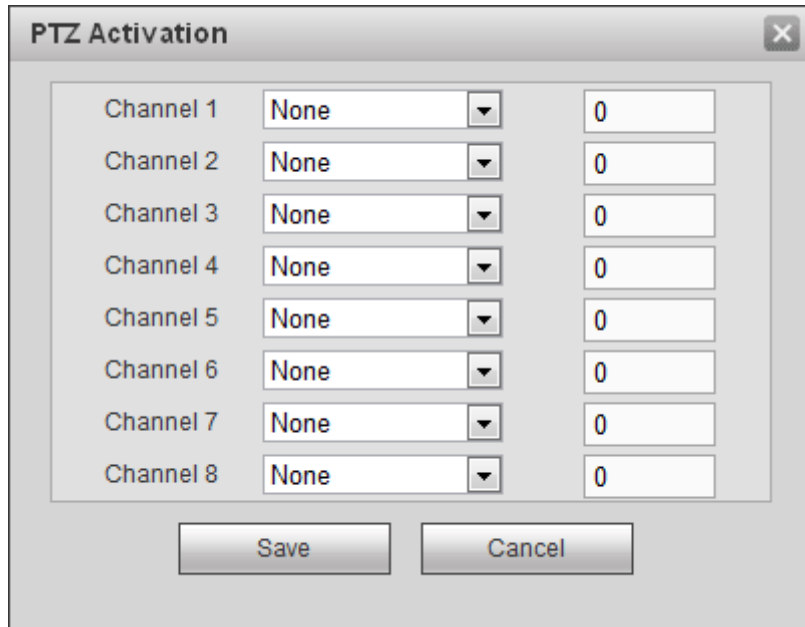 PTZ Activation
Channel 1 None 0
Channel 2 None 0
Channel 3 None 0
Channel 4 None 0
Channel 5 None 0
Channel 6 None 0
Channel 7 None 0
Channel 8 None 0
Save Cancel